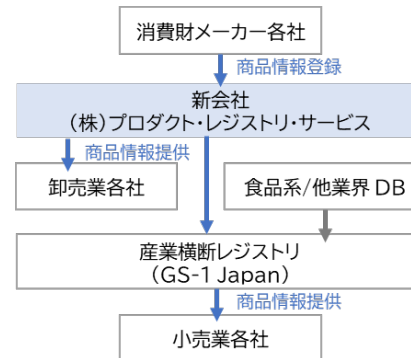 消費財メーカー各社
商品情報登録
新会社
（株）プロダクト・レジストリ・サービス
商品情報提供
卸売業各社
食品系/他業界 DB
産業横断レジストリ
（GS-1 Japan）
商品情報提供
小売業各社